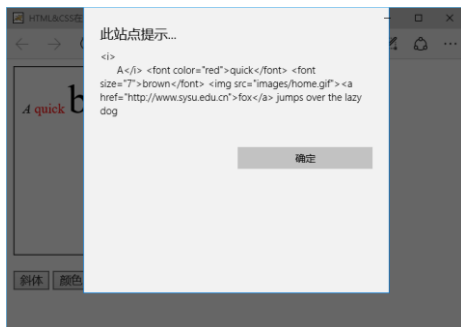 HTML&CSS在
此站点提示...
<i>
A</i> <font color="red">quick</font> <font
size="7">brown</font> <img src="images/home.gif"><a
href="http://www.sysu.edu.cn">fox</a> jumps over the lazy
dog
确定
A quick b
斜体 颜色